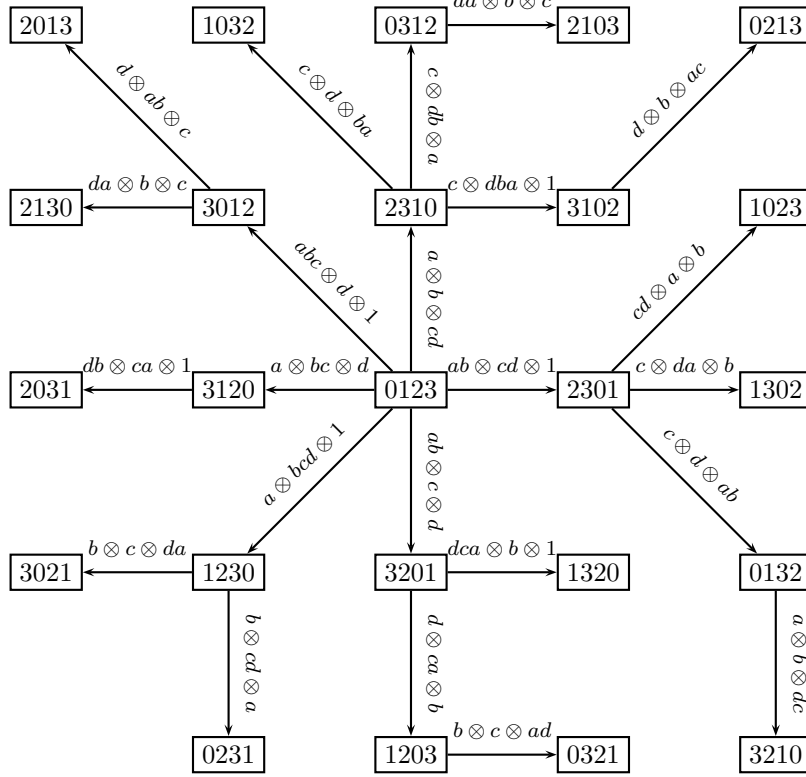 ⊗ b ⊗ c
2013
1032
0312
2103
0213
d ⊗ ab ⊗ c
c ⊗ d ⊗ ba
c ⊗ db ⊗ a
d ⊗ b ⊗ ac
da ⊗ b ⊗ c
c ⊗ dba ⊗ 1
2130
3012
2310
3102
1023
abc ⊗ d ⊗ 1
a ⊗ b ⊗ cd
cd ⊗ a ⊗ b
db ⊗ ca ⊗ 1
a ⊗ bc ⊗ d
ab ⊗ cd ⊗ 1
c ⊗ da ⊗ b
2031
3120
0123
2301
1302
a ⊗ bcd ⊗ 1
ab ⊗ c ⊗ d
c ⊗ d ⊗ ab
b ⊗ c ⊗ da
dca ⊗ b ⊗ 1
3021
1230
3201
1320
0132
b ⊗ cd ⊗ a
d ⊗ ca ⊗ b
a ⊗ b ⊗ dc
b ⊗ c ⊗ ad
0231
1203
0321
3210